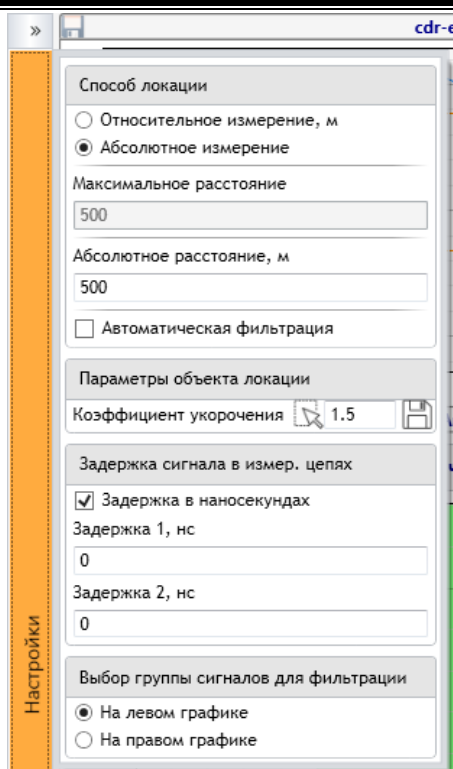 »
cdr-e
Способ локации
Относительное измерение, м
Абсолютное измерение
Максимальное расстояние
500
Абсолютное расстояние, м
500
Автоматическая фильтрация
Параметры объекта локации
Коэффициент укорочения 1.5
Задержка сигнала в измер. цепях
Задержка в наносекундах
Задержка 1, нс
0
Задержка 2, нс
0
Выбор группы сигналов для фильтрации
На левом графике
На правом графике
Настройки